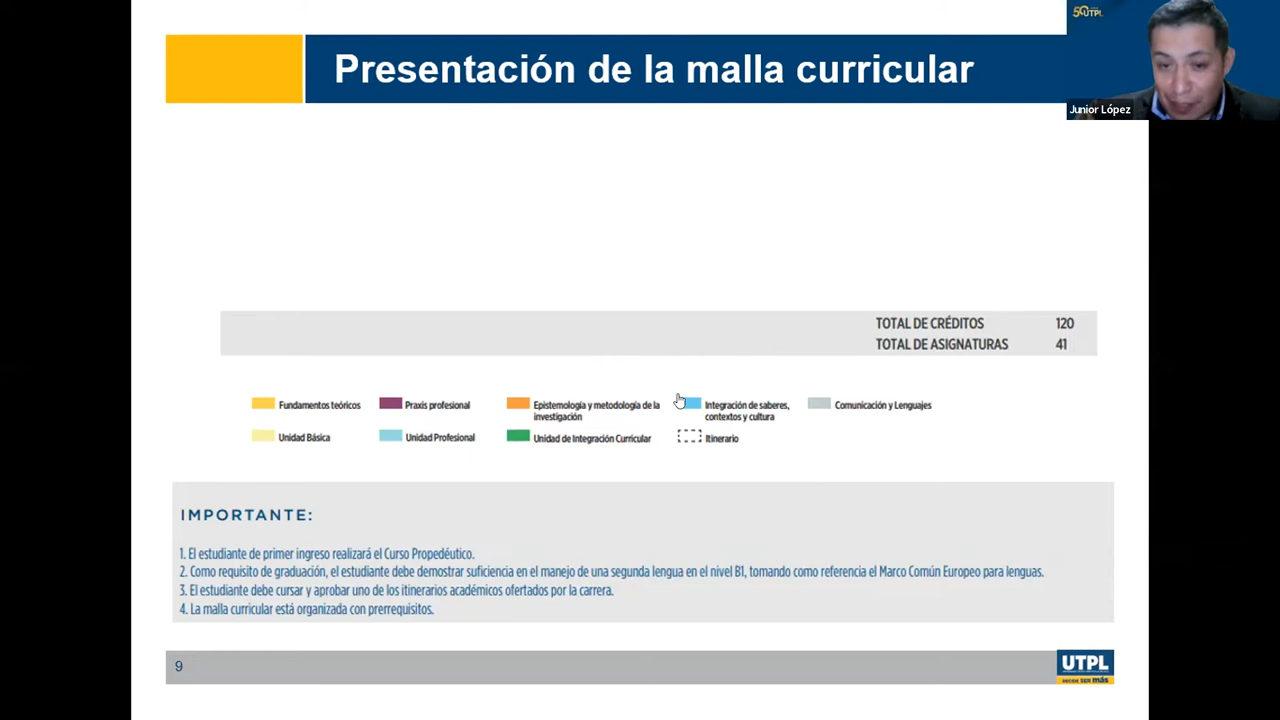 Presentación de la malla curricular
50 UTPL
Junior López
TOTAL DE CRÉDITOS 120
TOTAL DE ASIGNATURAS 41
Fundamentos teóricos
Praxis profesional
Epistemología y metodología de la
investigación
Integración de saberes,
contextos y cultura
Comunicación y Lenguajes
Unidad Básica
Unidad Profesional
Unidad de Integración Curricular
Itinerario
IMPORTANTE:
1. El estudiante de primer ingreso realizará el Curso Propedéutico.
2. Como requisito de graduación, el estudiante debe demostrar suficiencia en el manejo de una segunda lengua en el nivel B1, tomando como referencia el Marco Común Europeo para lenguas.
3. El estudiante debe cursar y aprobar uno de los itinerarios académicos ofertados por la carrera.
4. La malla curricular está organizada con prerrequisitos.
9
UTPL
DECIDE SER más